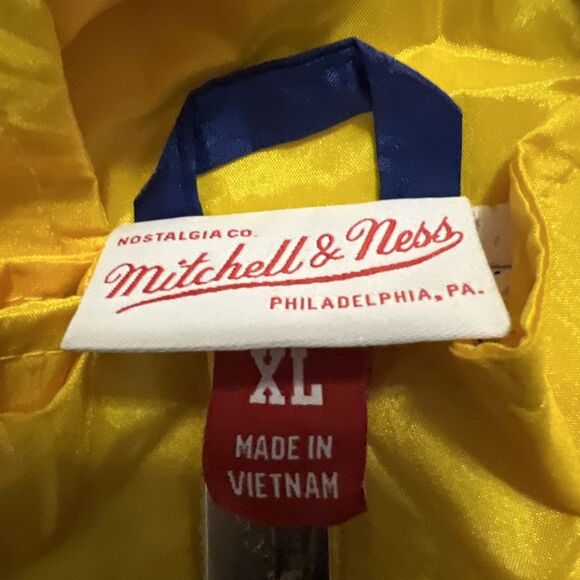 NOSTALGIA CO.
Mitchell & Ness
PHILADELPHIA, PA.
XL
MADE IN
VIETNAM